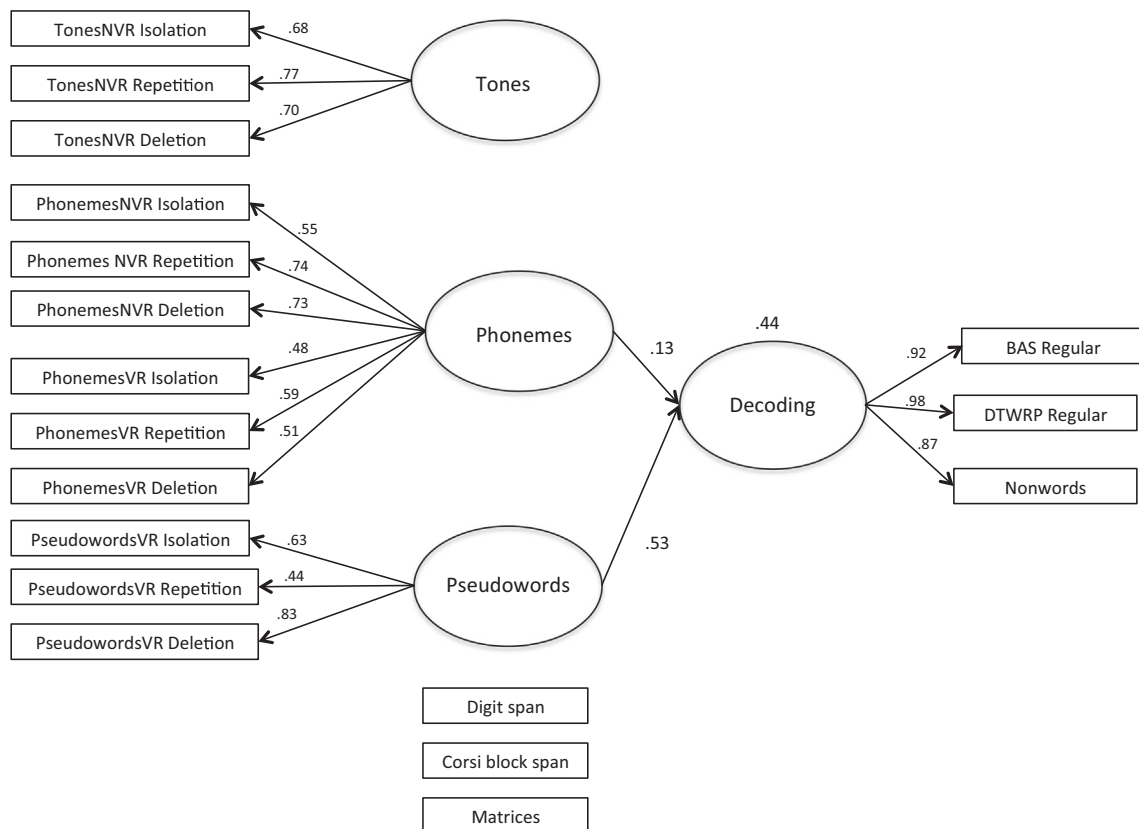 TonesNVR Isolation
.68
TonesNVR Repetition
.77
Tones
TonesNVR Deletion
.70
PhonemesNVR Isolation
.55
Phonemes NVR Repetition
.74
PhonemesNVR Deletion
.73
Phonemes
PhonemesVR Isolation
.48
PhonemesVR Repetition
.59
PhonemesVR Deletion
.51
.13
.44
Decoding
.92
BAS Regular
.98
DTWRP Regular
.87
Nonwords
PseudowordsVR Isolation
.63
PseudowordsVR Repetition
.44
PseudowordsVR Deletion
.83
Pseudowords
.53
Digit span
Corsi block span
Matrices